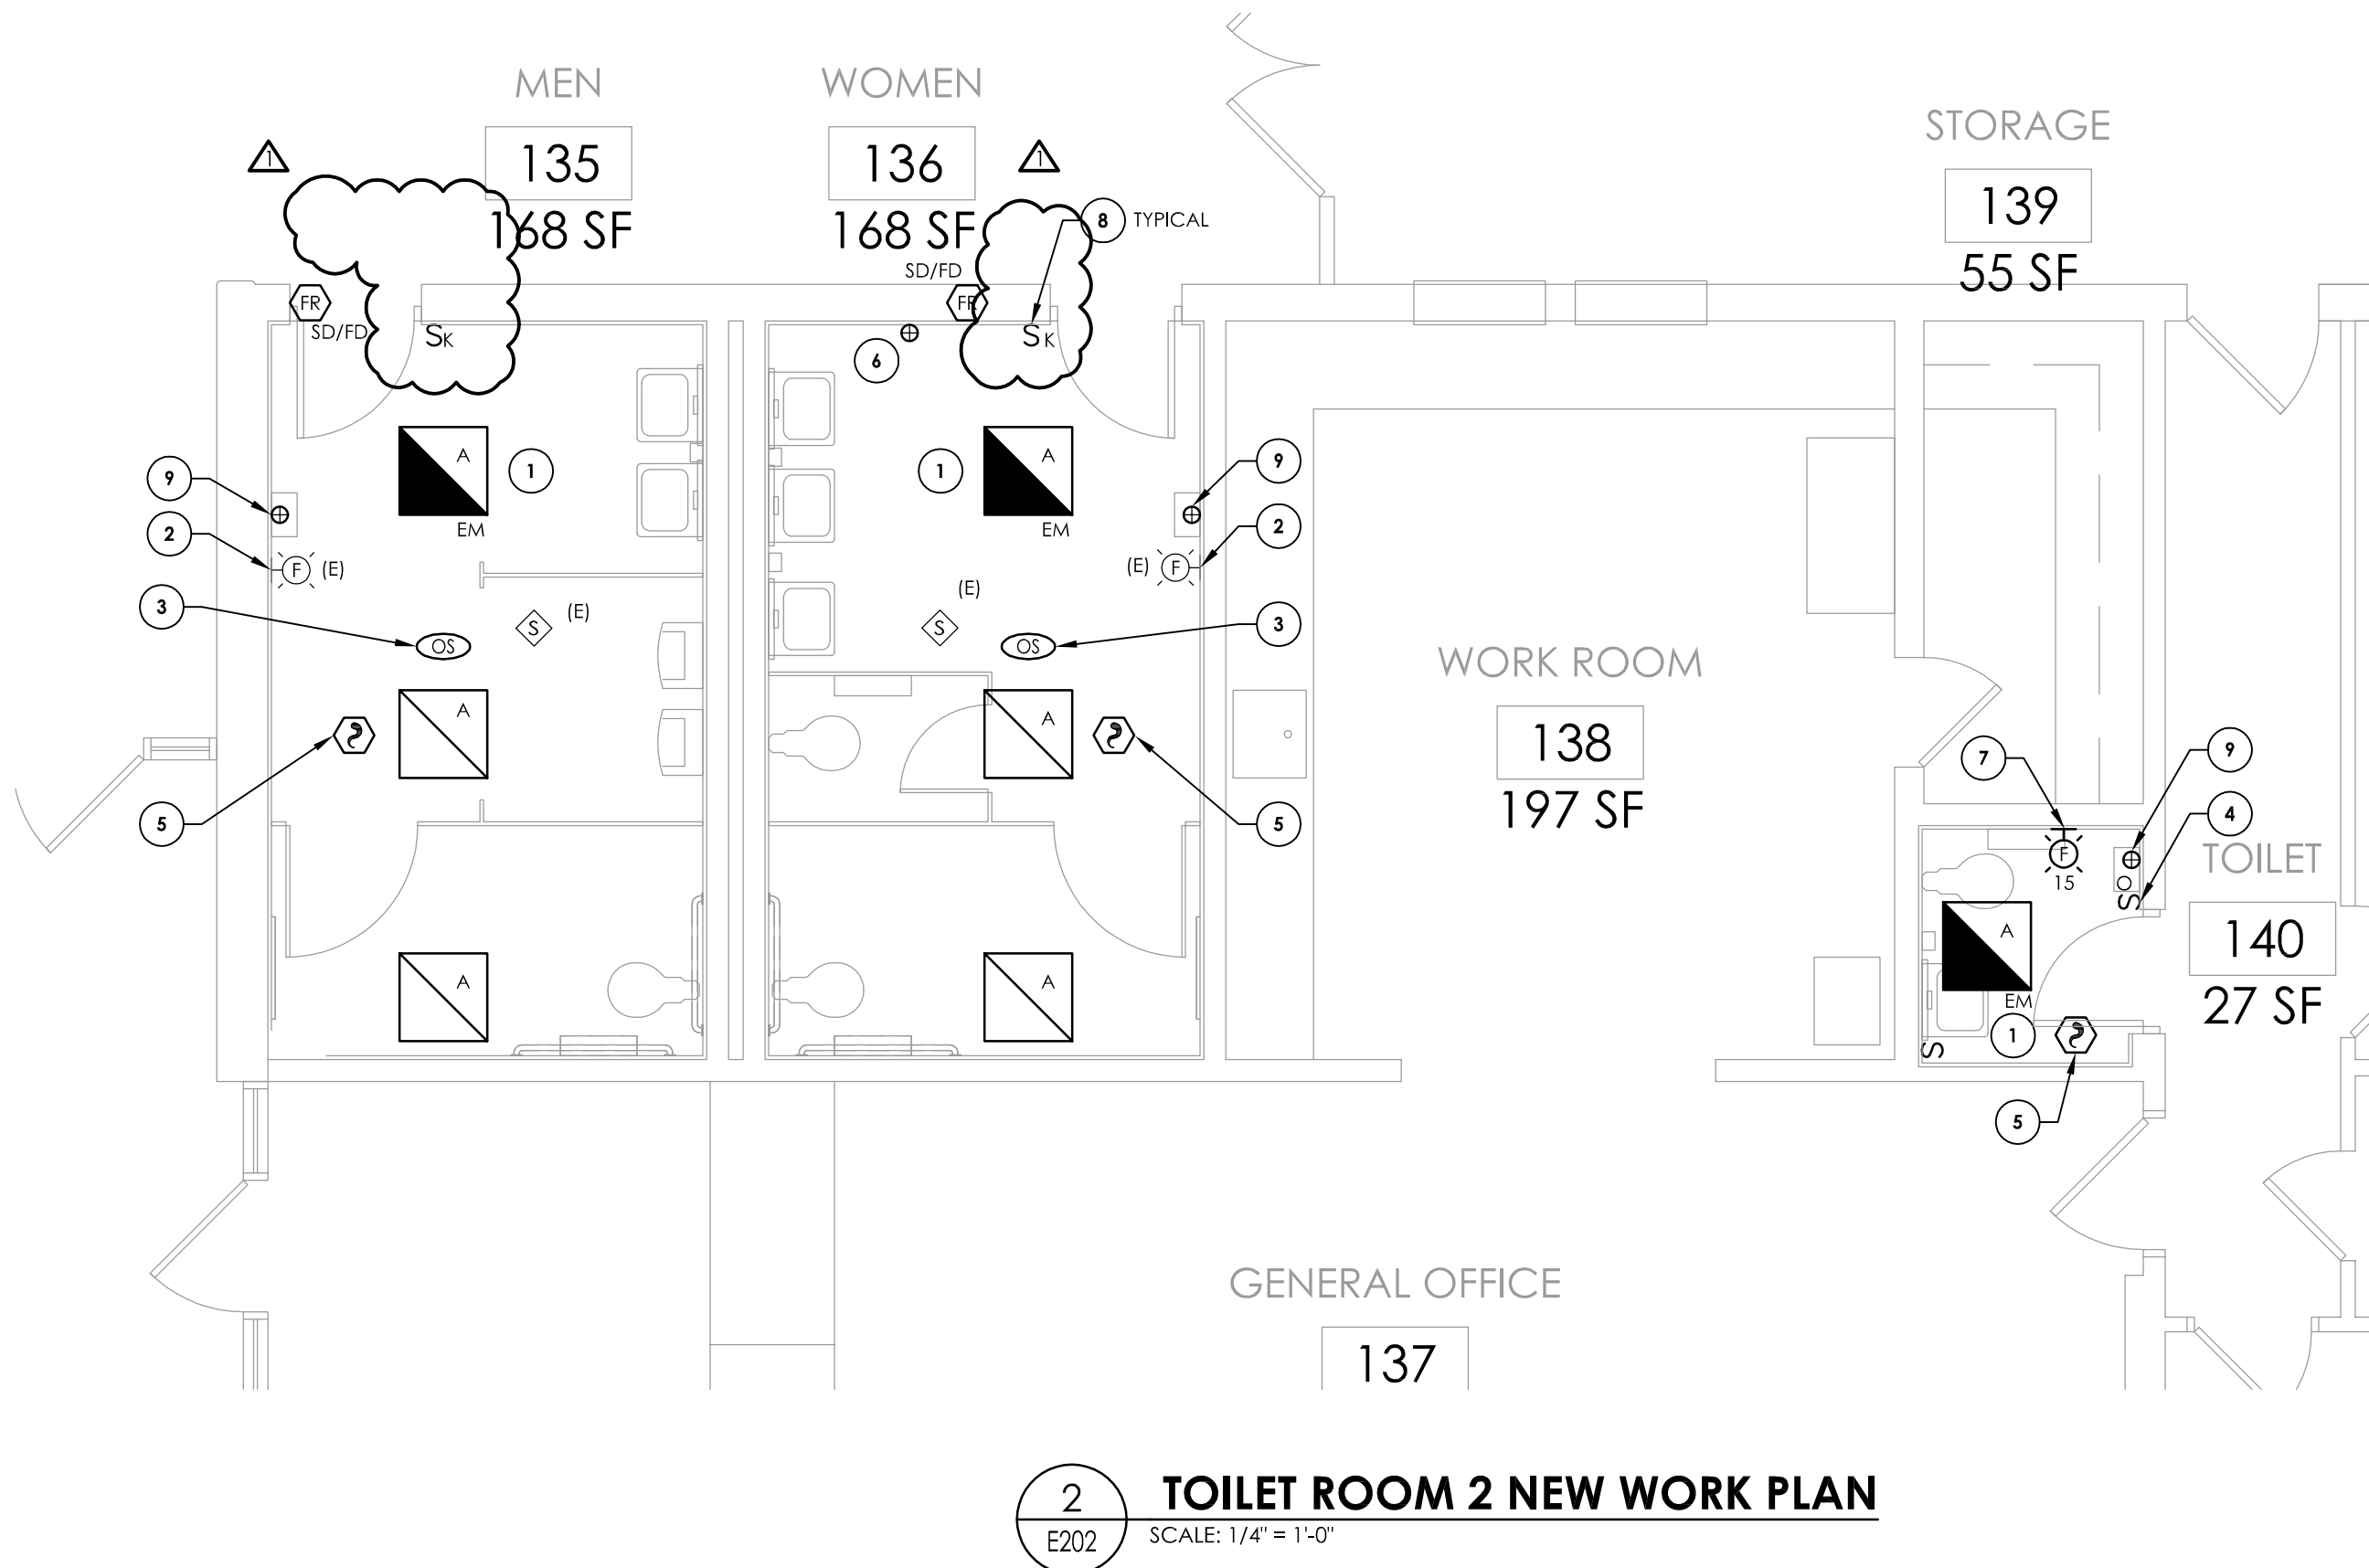 MEN
135
168 SF
WOMEN
136
168 SF
STORAGE
139
55 SF
1
1
8 TYPICAL
FR
SD/FD
SK
SD/FD
FR
6
SK
A
EM
1
1
A
EM
9
2
F (E)
3
OS
S (E)
5
A
A
9
2
(E) F
(E)
S
3
OS
A
5
A
WORK ROOM
138
197 SF
7
9
4
F
15
SO
TOILET
140
27 SF
A
EM
1
S
5
GENERAL OFFICE
137
2
E202
TOILET ROOM 2 NEW WORK PLAN
SCALE: 1/4" = 1'-0"